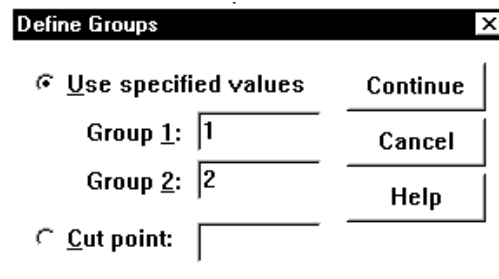 Define Groups
Use specified values
Continue
Group 1: 1
Cancel
Group 2: 2
Help
Cut point: